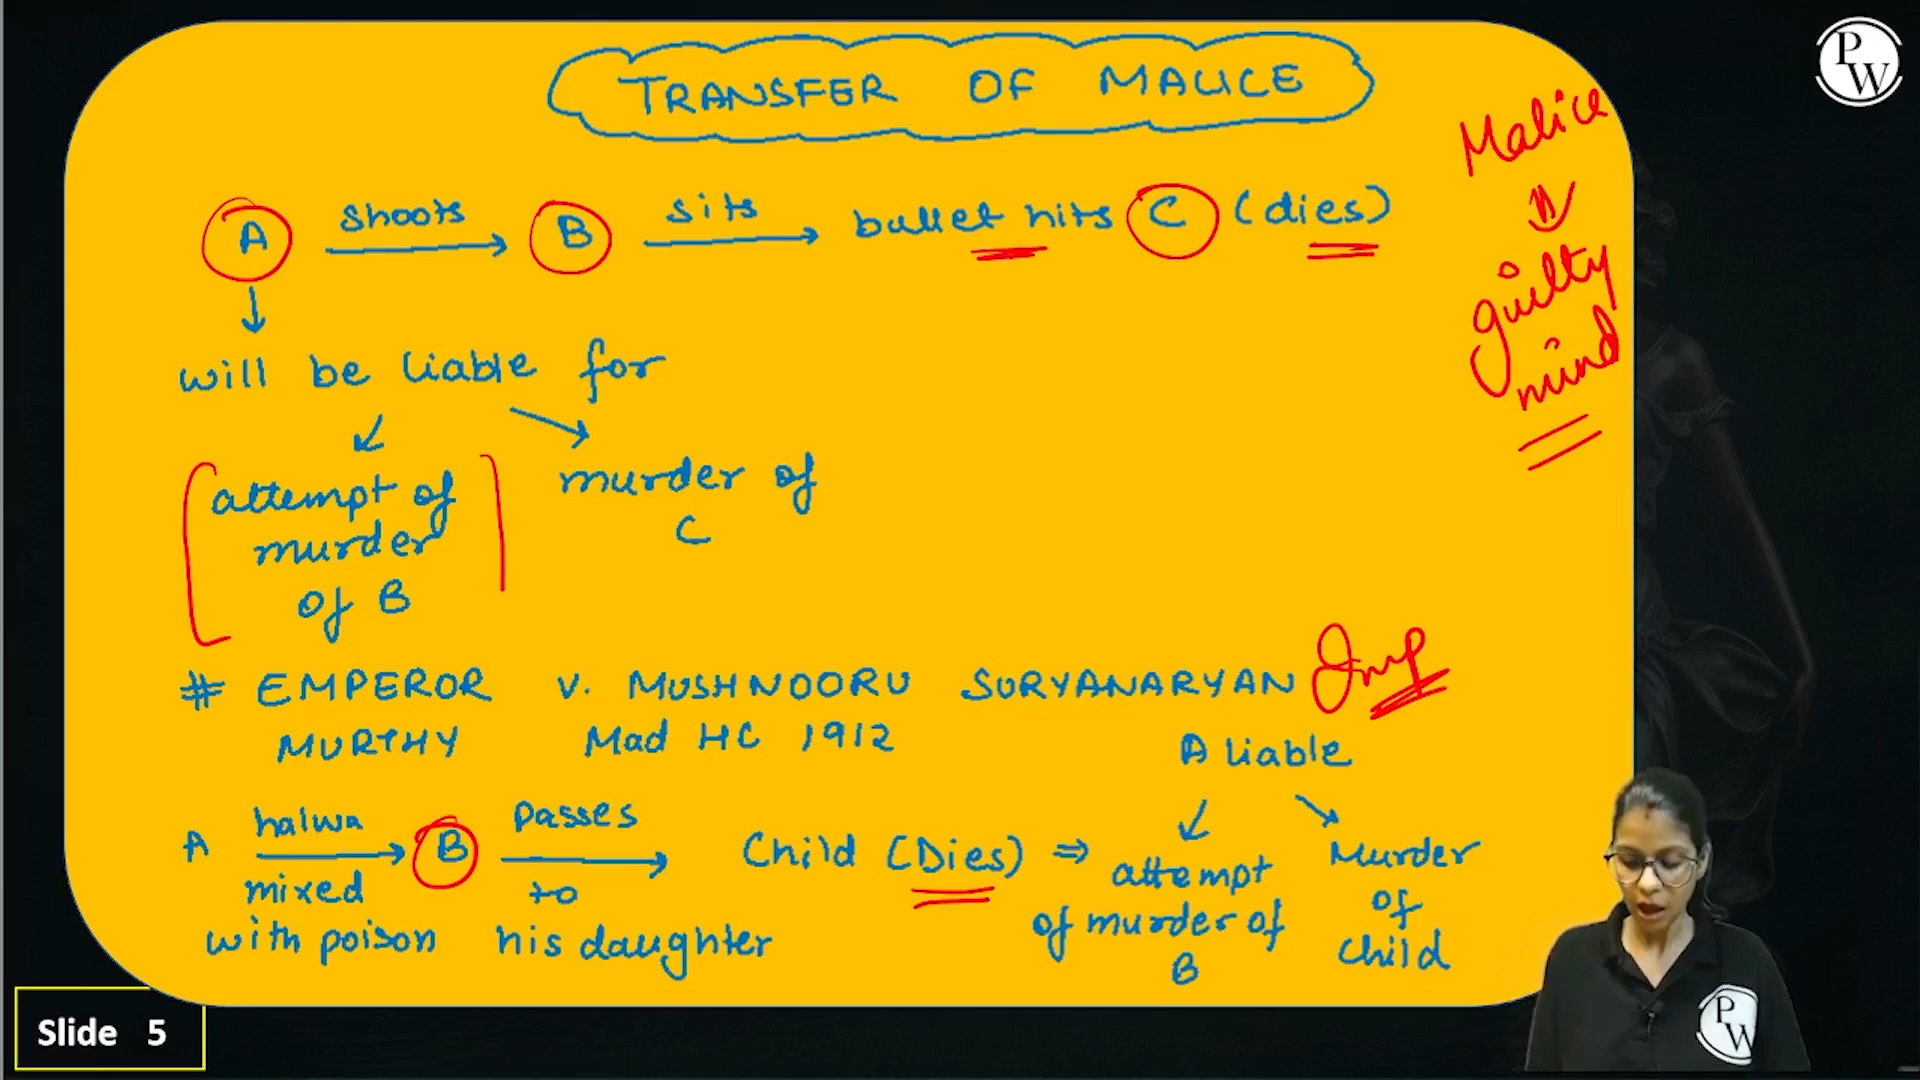 TRANSFER OF MALICE
PW
Malice
guilty
mind
A shoots B sits bullet hits C (dies)
will be liable for
attempt of
murder
of B
murder of
C
# EMPEROR V. MUSHNOORU SURYANARYAN Imp
MURTHY Mad HC 1912
A liable
A halwa B Passes Child (Dies) ⇒
mixed to
with poison his daughter
attempt
of murder of
B
Murder
of
child
PW
Slide 5